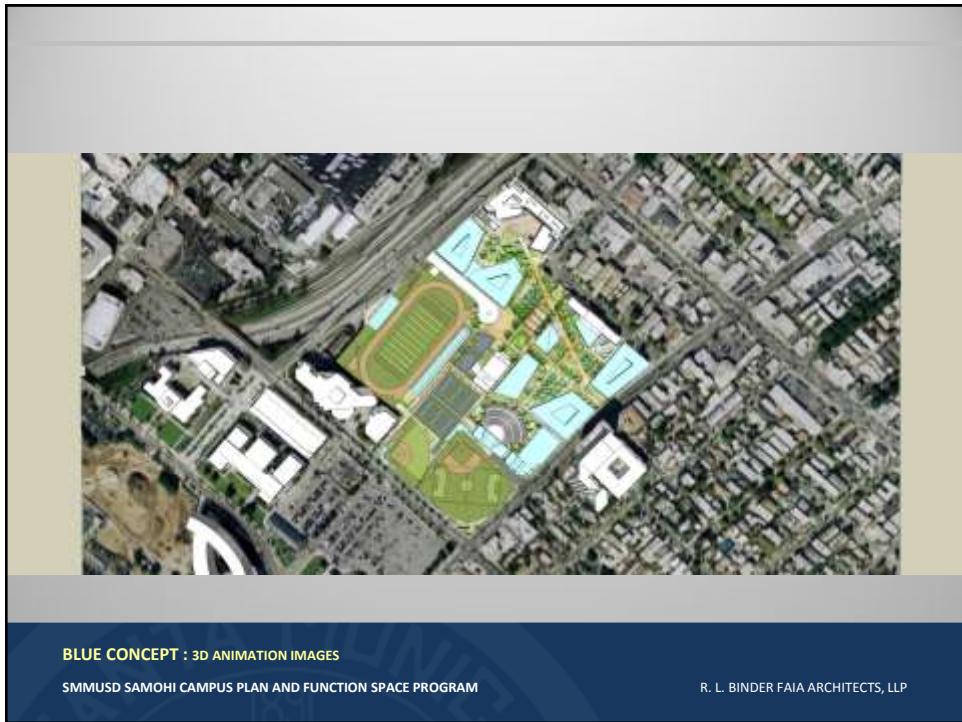 BLUE CONCEPT : 3D ANIMATION IMAGES
SMMUSD SAMOHI CAMPUS PLAN AND FUNCTION SPACE PROGRAM
R. L. BINDER FAIA ARCHITECTS, LLP